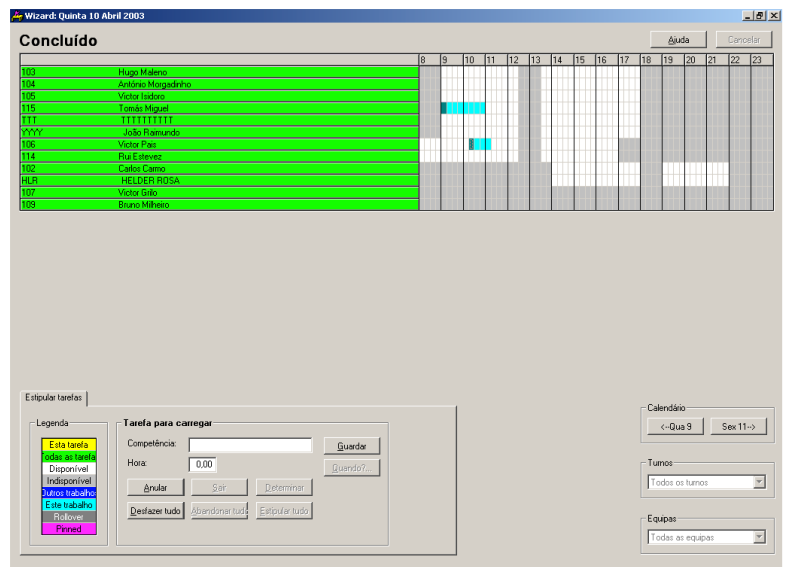 Wizard: Quinta 10 Abril 2003
Concluído
Ajuda Cancelar
8 9 10 11 12 13 14 15 16 17 18 19 20 21 22 23
103 Hugo Maleno
104 António Morgadinho
105 Victor Isidoro
115 Tomás Miguel
TTT TTTTTTTTTT
YYYY João Raimundo
106 Victor Pais
114 Rui Estevez
102 Carlos Carmo
HLR HELDER ROSA
107 Victor Grilo
109 Bruno Milheiro
Estipular tarefas
Legenda
Esta tarefa
odas as tarefa
Disponível
Indisponível
Outros trabalhos
Este trabalho
Rollover
Pinned
Tarefa para carregar
Competência:
Guardar
Hora: 0,00
Quando?...
Anular Sair Determinar
Desfazer tudo Abandonar tudo Estipular tudo
Calendário
<--Qua 9 Sex 11-->
Turnos
Todos os turnos
Equipas
Todas as equipas